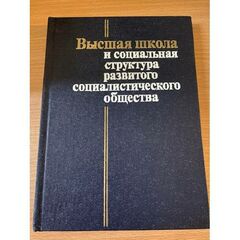 Высшая школа
и социальная
структура
развитого
социалистического
общества